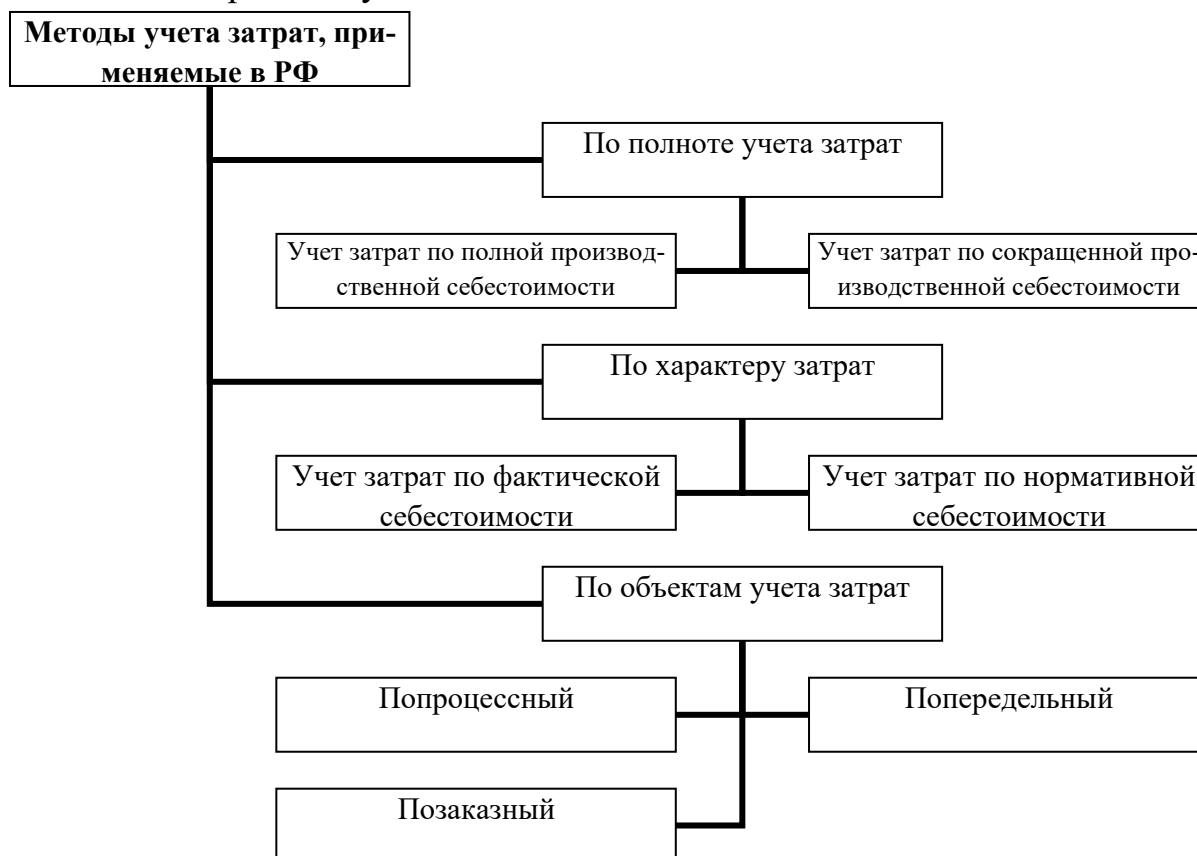 Методы учета затрат, при-
меняемые в РФ
По полноте учета затрат
Учет затрат по полной производ-
ственной себестоимости
Учет затрат по сокращенной про-
изводственной себестоимости
По характеру затрат
Учет затрат по фактической
себестоимости
Учет затрат по нормативной
себестоимости
По объектам учета затрат
Попроцессный
Попередельный
Позаказный